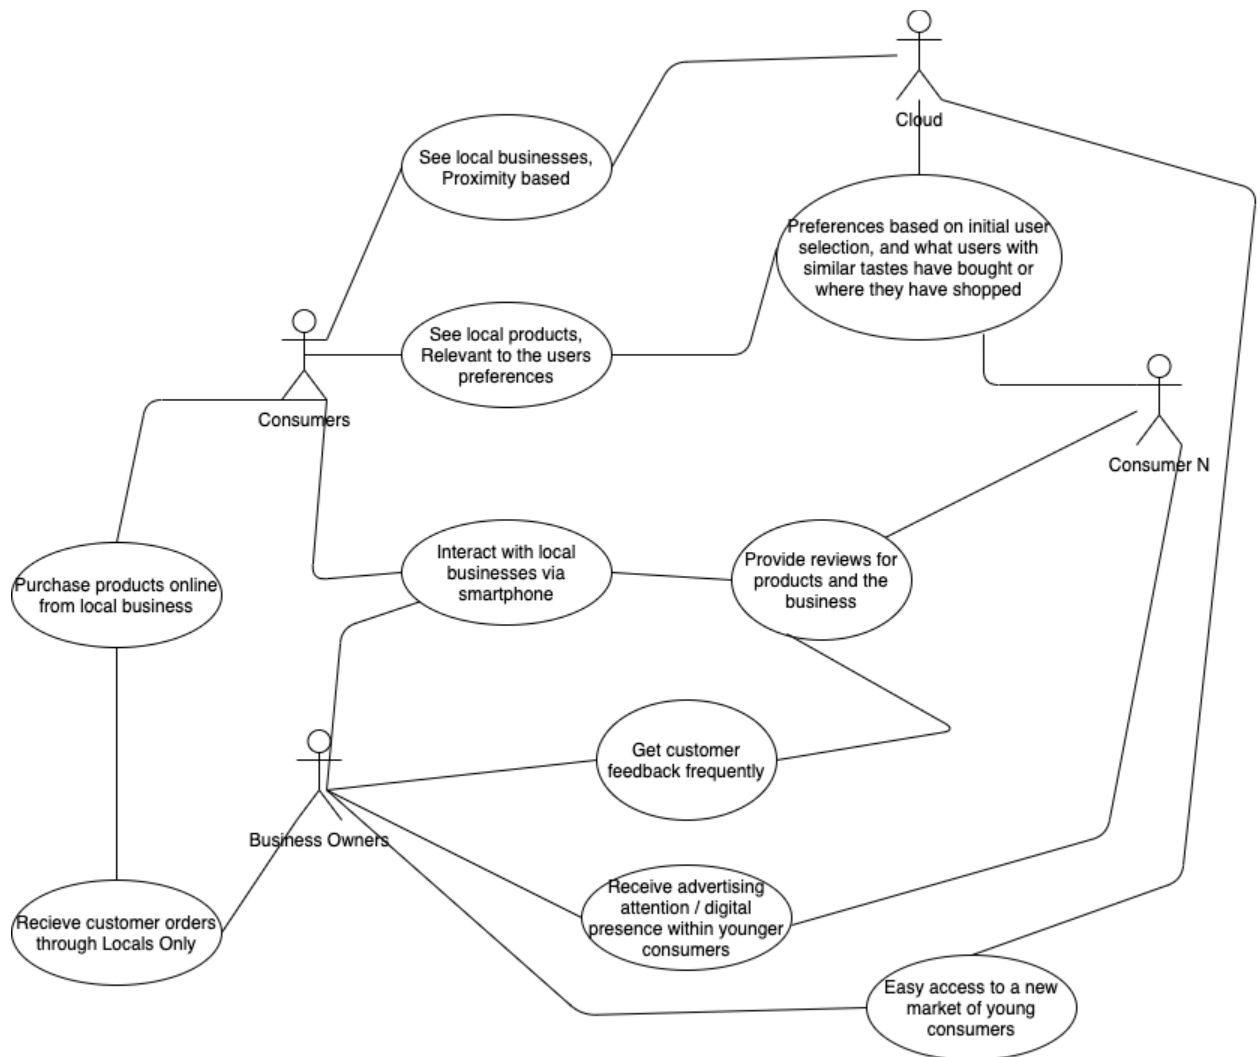 Cloud
See local businesses,
Proximity based
Preferences based on initial user
selection, and what users with
similar tastes have bought or
where they have shopped
See local products,
Relevant to the users
preferences
Consumers
Consumer N
Interact with local
businesses via
smartphone
Provide reviews for
products and the
business
Purchase products online
from local business
Get customer
feedback frequently
Business Owners
Receive advertising
attention / digital
presence within younger
consumers
Recieve customer orders
through Locals Only
Easy access to a new
market of young
consumers